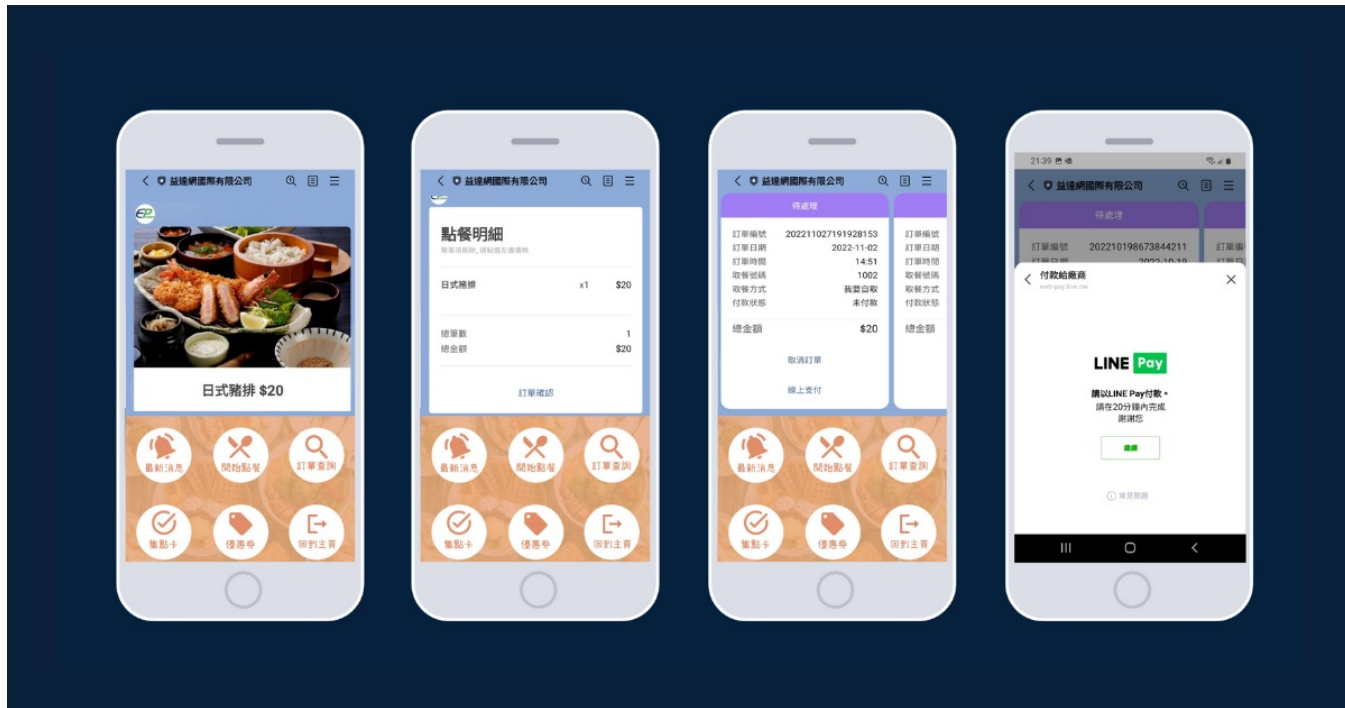 益達網國際有限公司
EP
日式豬排 $20
最新消息
開始點餐
訂單查詢
集點卡
優惠券
回到主頁
益達網國際有限公司
點餐明細
日式豬排 x1 $20
總筆數 1
總金額 $20
訂單確認
最新消息
開始點餐
訂單查詢
集點卡
優惠券
回到主頁
益達網國際有限公司
待處理
訂單編號 202211027191928153
訂單日期 2022-11-02
訂單時間 14:51
取餐號碼 1002
取餐方式 我要自取
付款狀態 未付款
總金額 $20
取消訂單
線上支付
訂單編號
訂單日期
訂單時間
取餐號碼
取餐方式
付款狀態
總金額
最新消息
開始點餐
訂單查詢
集點卡
優惠券
回到主頁
21:39
益達網國際有限公司
待處理
訂單編號 202210198673844211
訂單日期 2022-10-19
付款給廠商
web-pay.line.me
LINE Pay
請以LINE Pay付款。
請在20分鐘內完成
謝謝您
繼續
常見問題